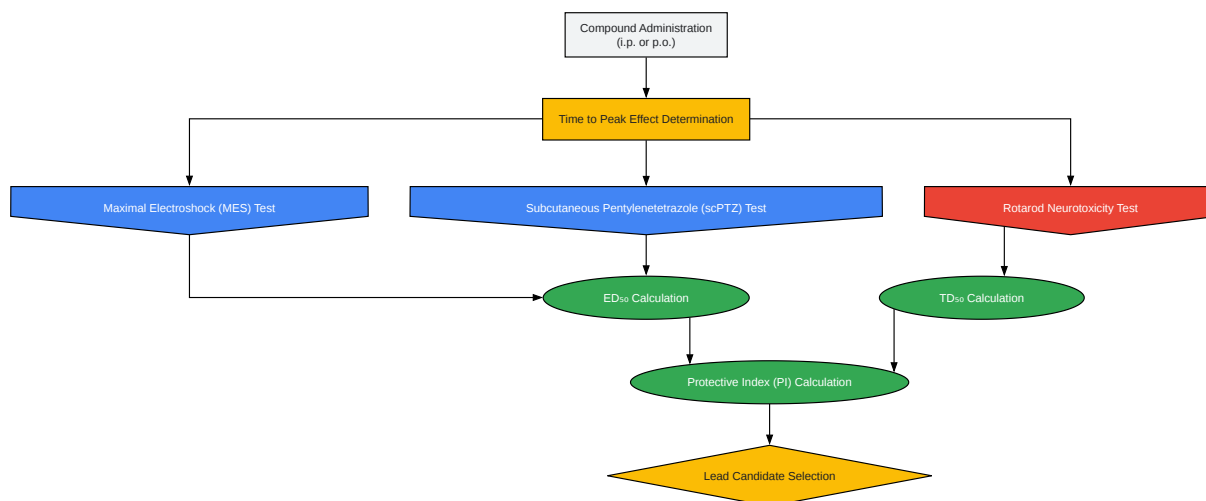 Compound Administration
(i.p. or p.o.)
Time to Peak Effect Determination
Maximal Electroshock (MES) Test
Subcutaneous Pentylenetetrazole (scPTZ) Test
Rotarod Neurotoxicity Test
ED₅₀ Calculation
TD₅₀ Calculation
Protective Index (PI) Calculation
Lead Candidate Selection